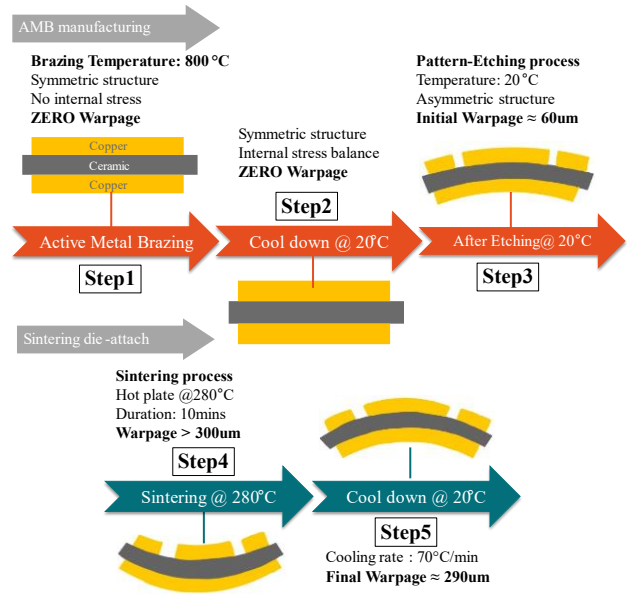 AMB manufacturing
Brazing Temperature: 800°C
Symmetric structure
No internal stress
ZERO Warpage
Copper
Ceramic
Copper
Active Metal Brazing
Step1
Symmetric structure
Internal stress balance
ZERO Warpage
Step2
Cool down @ 20℃
Pattern-Etching process
Temperature: 20°C
Asymmetric structure
Initial Warpage ≈ 60um
After Etching@ 20°C
Step3
Sintering die-attach
Sintering process
Hot plate @280°C
Duration: 10mins
Warpage > 300um
Step4
Sintering @ 280°C
Cool down @ 20℃
Step5
Cooling rate : 70°C/min
Final Warpage ≈ 290um